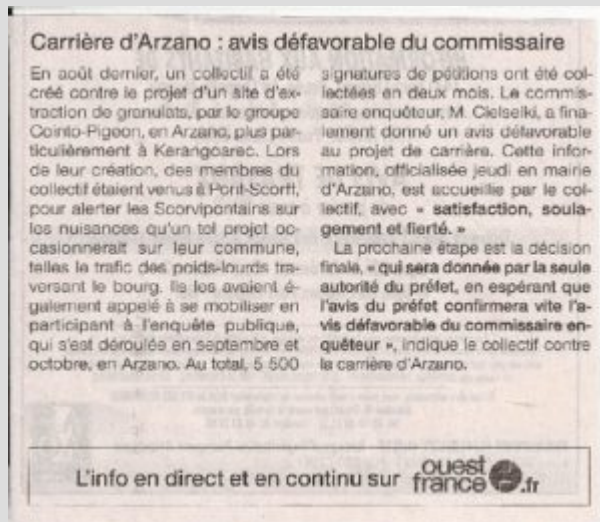 Carrière d'Arzano : avis défavorable du commissaire
En août dernier, un collectif a été
créé contre le projet d'un site d'ex-
traction de granulats, par le groupe
Cointo-Pigeon, en Arzano, plus par-
ticulièrement à Kerangoarec. Lors
de leur création, des membres du
collectif étaient venus à Pont-Scorff,
pour alerter les Scorvipontains sur
les nuisances qu'un tel projet oc-
casionnerait sur leur commune,
telles le trafic des poids-lourds tra-
versant le bourg. Ils les avaient é-
galement appelé à se mobiliser en
participant à l'enquête publique,
qui s'est déroulée en septembre et
octobre, en Arzano. Au total, 5 500
signatures de pétitions ont été col-
lectées en deux mois. Le commis-
saire enquêteur, M. Cielselki, a fina-
lement donné un avis défavorable
au projet de carrière. Cette infor-
mation, officialisée jeudi en mairie
d'Arzano, est accueillie par le col-
lectif, avec « satisfaction, soula-
gement et fierté. »
La prochaine étape est la décision
finale, « qui sera donnée par la seule
autorité du préfet, en espérant que
l'avis du préfet confirmera vite l'a-
vis défavorable du commissaire en-
quêteur », indique le collectif contre
la carrière d'Arzano.
L'info en direct et en continu sur ouest
france .fr